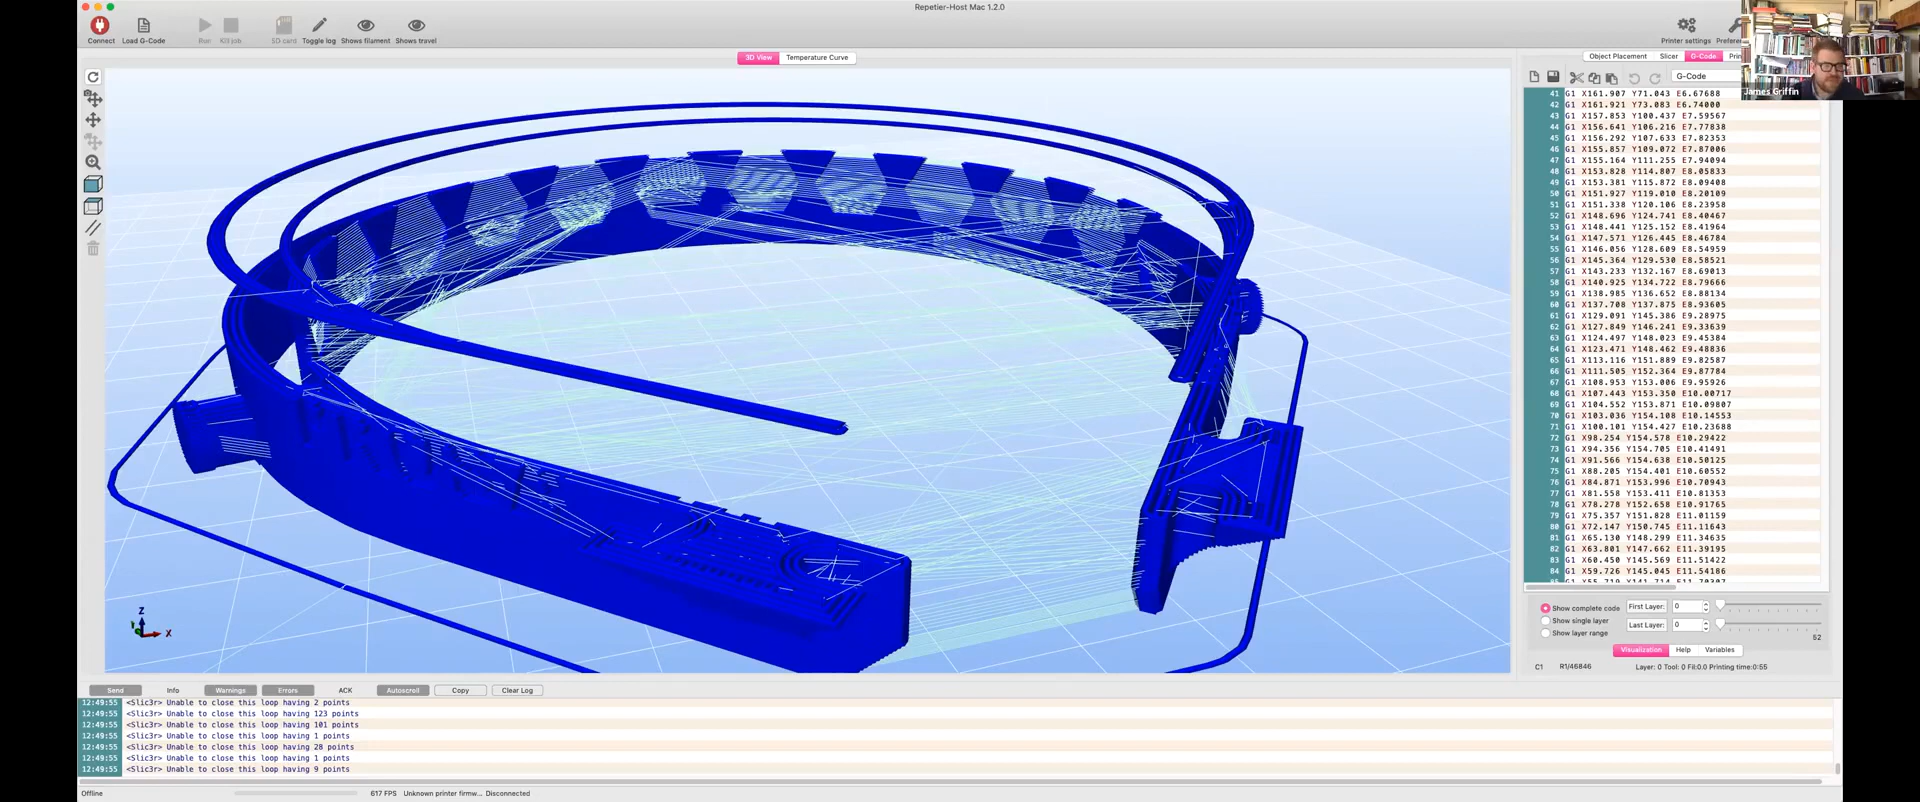 Repetier-Host Mac 1.2.0
Connect Load G-Code Run Kill job SD card Toggle log Shows filament Shows travel Printer settings
3D View Temperature Curve
Object Placement Slicer G-Code
G-Code
James Griffin
41 G1 X161.907 Y71.043 E6.67688
42 G1 X161.921 Y73.083 E6.74000
43 G1 X157.853 Y100.437 E7.59567
44 G1 X156.641 Y106.216 E7.77838
45 G1 X156.292 Y107.633 E7.82353
46 G1 X155.857 Y109.072 E7.87006
47 G1 X155.164 Y111.255 E7.94094
48 G1 X153.828 Y114.807 E8.05833
49 G1 X153.381 Y115.872 E8.09408
50 G1 X151.927 Y119.010 E8.20109
51 G1 X151.338 Y120.106 E8.23958
52 G1 X148.696 Y124.741 E8.40467
53 G1 X148.441 Y125.152 E8.41964
54 G1 X147.571 Y126.445 E8.46784
55 G1 X146.056 Y128.609 E8.54959
56 G1 X145.364 Y129.530 E8.58521
57 G1 X143.233 Y132.167 E8.69013
58 G1 X140.925 Y134.722 E8.79666
59 G1 X138.985 Y136.652 E8.88134
60 G1 X137.708 Y137.875 E8.93605
61 G1 X129.091 Y145.386 E9.28975
62 G1 X127.849 Y146.241 E9.33639
63 G1 X124.497 Y148.023 E9.45384
64 G1 X123.471 Y148.462 E9.48836
65 G1 X113.116 Y151.889 E9.82587
66 G1 X111.505 Y152.364 E9.87784
67 G1 X108.953 Y153.006 E9.95926
68 G1 X107.443 Y153.350 E10.00717
69 G1 X104.552 Y153.871 E10.09807
70 G1 X103.036 Y154.108 E10.14553
71 G1 X100.101 Y154.427 E10.23688
72 G1 X98.254 Y154.578 E10.29422
73 G1 X94.356 Y154.705 E10.41491
74 G1 X91.566 Y154.638 E10.50125
75 G1 X88.205 Y154.401 E10.60552
76 G1 X84.871 Y153.996 E10.70943
77 G1 X81.558 Y153.411 E10.81353
78 G1 X78.278 Y152.658 E10.91765
79 G1 X75.357 Y151.828 E11.01159
80 G1 X72.147 Y150.745 E11.11643
81 G1 X65.130 Y148.299 E11.34635
82 G1 X63.801 Y147.662 E11.39195
83 G1 X60.450 Y145.569 E11.51422
84 G1 X59.726 Y145.045 E11.54186
Show complete code First Layer: 0
Show single layer Last Layer: 0
Show layer range 52
Visualization Help Variables
C1 R1/46846 Layer: 0 Tool: 0 Fil:0.0 Printing time:0:55
Z
X
Send Info Warnings Errors ACK Autoscroll Copy Clear Log
12:49:55 <Slic3r> Unable to close this loop having 2 points
12:49:55 <Slic3r> Unable to close this loop having 123 points
12:49:55 <Slic3r> Unable to close this loop having 101 points
12:49:55 <Slic3r> Unable to close this loop having 1 points
12:49:55 <Slic3r> Unable to close this loop having 28 points
12:49:55 <Slic3r> Unable to close this loop having 1 points
12:49:55 <Slic3r> Unable to close this loop having 9 points
Offline 617 FPS Unknown printer firmw... Disconnected